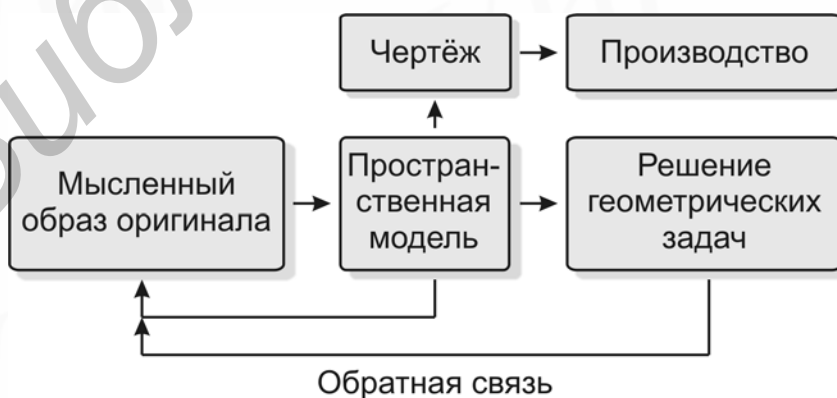 Чертёж
Производство
Мысленный
образ оригинала
Простран-
ственная
модель
Решение
геометрических
задач
Обратная связь